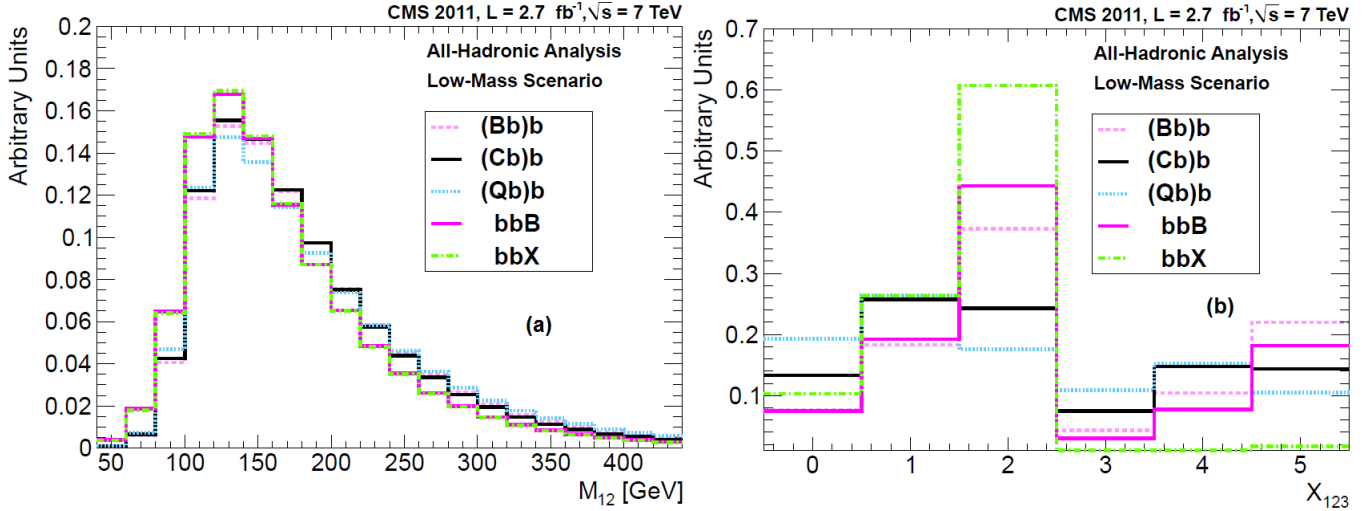 CMS 2011, L = 2.7 fb⁻¹,√s = 7 TeV
Arbitrary Units
0.2
0.18
0.16
0.14
0.12
0.1
0.08
0.06
0.04
0.02
0
All-Hadronic Analysis
Low-Mass Scenario
(Bb)b
(Cb)b
(Qb)b
bbB
bbX
(a)
50 100 150 200 250 300 350 400
M₁₂ [GeV]
CMS 2011, L = 2.7 fb⁻¹,√s = 7 TeV
Arbitrary Units
0.7
0.6
0.5
0.4
0.3
0.2
0.1
All-Hadronic Analysis
Low-Mass Scenario
(Bb)b
(Cb)b
(Qb)b
bbB
bbX
(b)
0 1 2 3 4 5
X₁₂₃